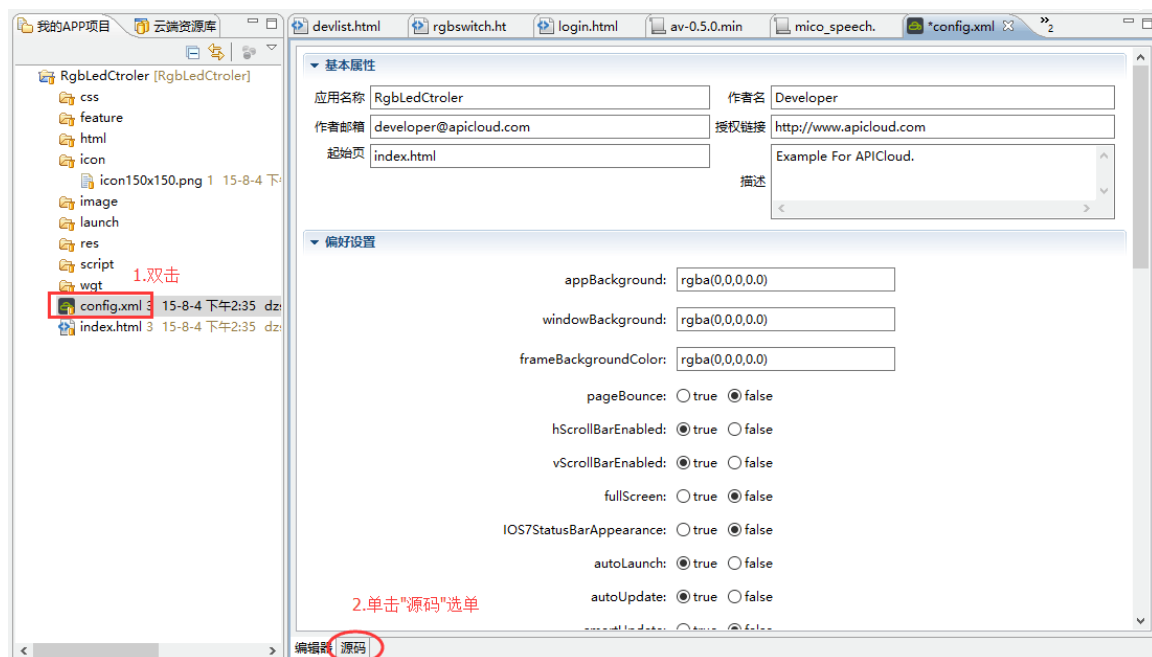 我的APP项目 云端资源库
devlist.html rgbswitch.ht login.html av-0.5.0.min mico_speech. *config.xml »2
RgbLedCtroler [RgbLedCtroler]
css
feature
html
icon
icon150x150.png 1 15-8-4 下
image
launch
res
script
wgt
1.双击
config.xml 3 15-8-4 下午2:35 dz
index.html 3 15-8-4 下午2:35 dz
基本属性
应用名称 RgbLedCtroler 作者名 Developer
作者邮箱 developer@apicloud.com 授权链接 http://www.apicloud.com
起始页 index.html 描述 Example For APICloud.
偏好设置
appBackground: rgba(0,0,0,0.0)
windowBackground: rgba(0,0,0,0.0)
frameBackgroundColor: rgba(0,0,0,0.0)
pageBounce: true false
hScrollBarEnabled: true false
vScrollBarEnabled: true false
fullScreen: true false
IOS7StatusBarAppearance: true false
autoLaunch: true false
autoUpdate: true false
smartUpdate: true false
2.单击"源码"选单
编辑器 源码